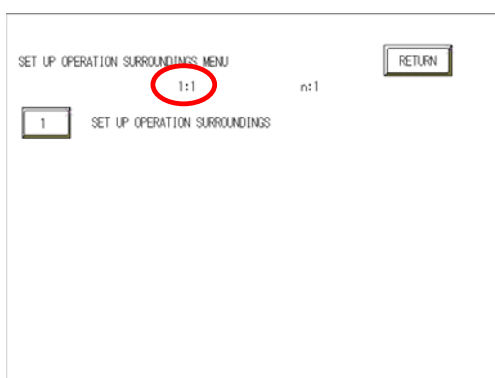 SET UP OPERATION SURROUNDINGS MENU
RETURN
1:1 n:1
1 SET UP OPERATION SURROUNDINGS